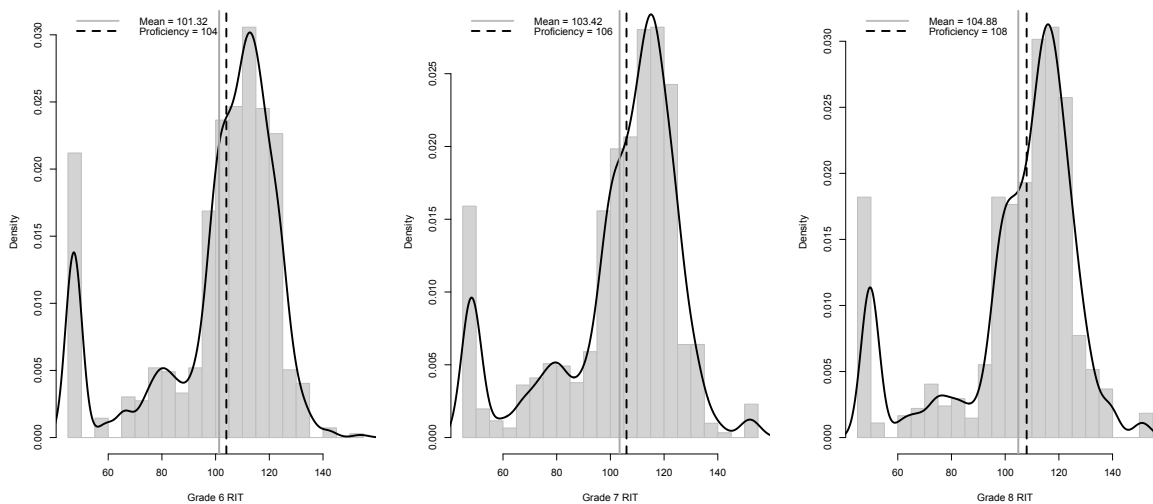 Mean = 101.32
Proficiency = 104
Density
0.000
0.005
0.010
0.015
0.020
0.025
0.030
60
80
100
120
140
Grade 6 RIT
Mean = 103.42
Proficiency = 106
Density
0.000
0.005
0.010
0.015
0.020
0.025
60
80
100
120
140
Grade 7 RIT
Mean = 104.88
Proficiency = 108
Density
0.000
0.005
0.010
0.015
0.020
0.025
0.030
60
80
100
120
140
Grade 8 RIT